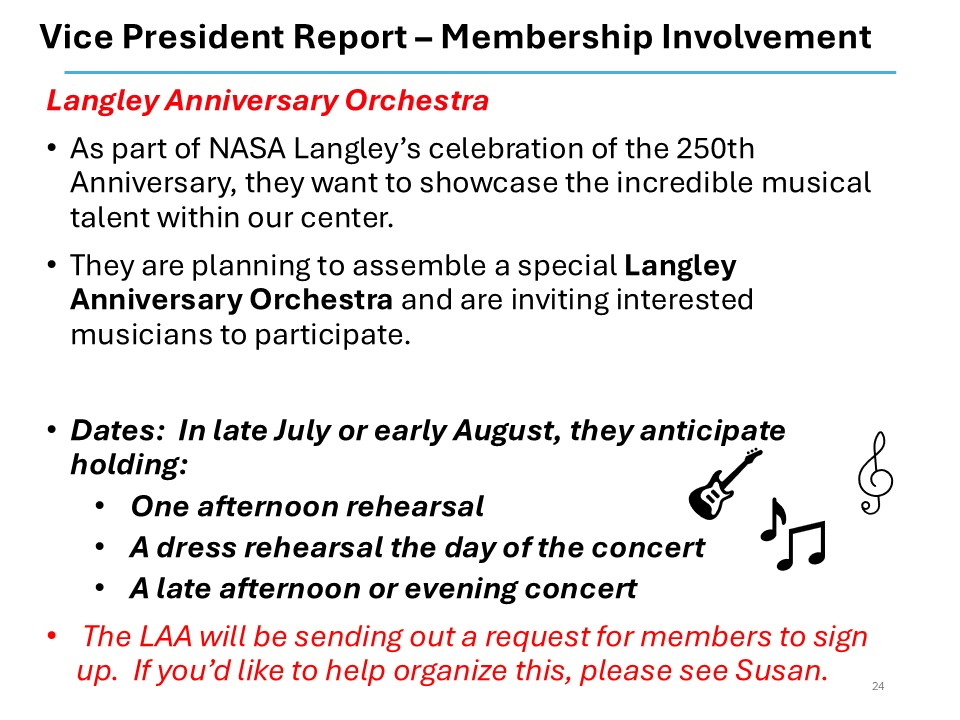 Vice President Report – Membership Involvement
Langley Anniversary Orchestra
• As part of NASA Langley’s celebration of the 250th
Anniversary, they want to showcase the incredible musical
talent within our center.
• They are planning to assemble a special Langley
Anniversary Orchestra and are inviting interested
musicians to participate.
• Dates:  In late July or early August, they anticipate
holding:
• One afternoon rehearsal
• A dress rehearsal the day of the concert
• A late afternoon or evening concert
• The LAA will be sending out a request for members to sign
up.  If you’d like to help organize this, please see Susan.
24